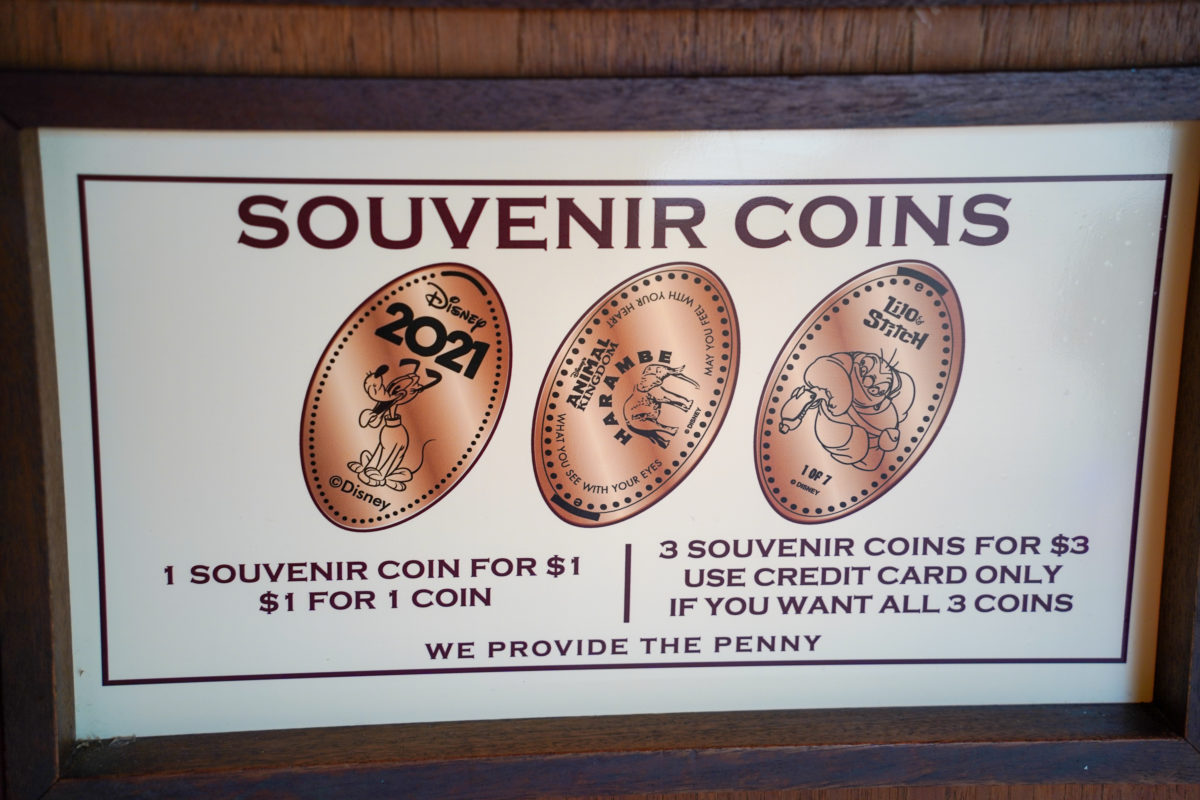 SOUVENIR COINS
Disney
2021
©Disney
MAY YOU FEEL WITH YOUR HEART
Disney's
ANIMAL
KINGDOM
HARAMBE
© DISNEY
WHAT YOU SEE WITH YOUR EYES
e
e
Lilo &
Stitch
1 OF 7
© DISNEY
1 SOUVENIR COIN FOR $1
$1 FOR 1 COIN
3 SOUVENIR COINS FOR $3
USE CREDIT CARD ONLY
IF YOU WANT ALL 3 COINS
WE PROVIDE THE PENNY